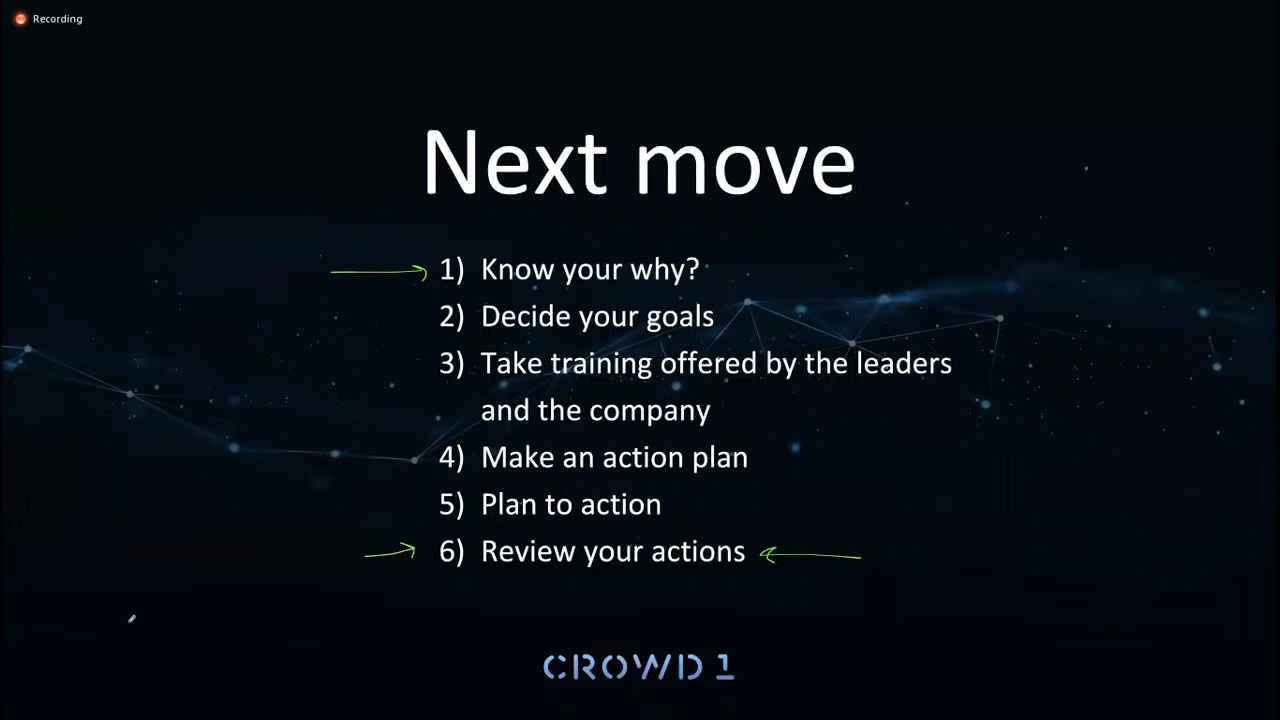 Recording
Next move
1) Know your why?
2) Decide your goals
3) Take training offered by the leaders
and the company
4) Make an action plan
5) Plan to action
6) Review your actions
CROWD 1